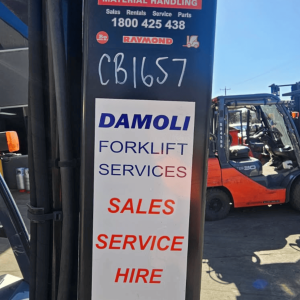 MATERIAL HANDLING
Sales Rentals Service Parts
1800 425 438
RAYMOND
CB1657
DAMOLI
FORKLIFT
SERVICES
SALES
SERVICE
HIRE